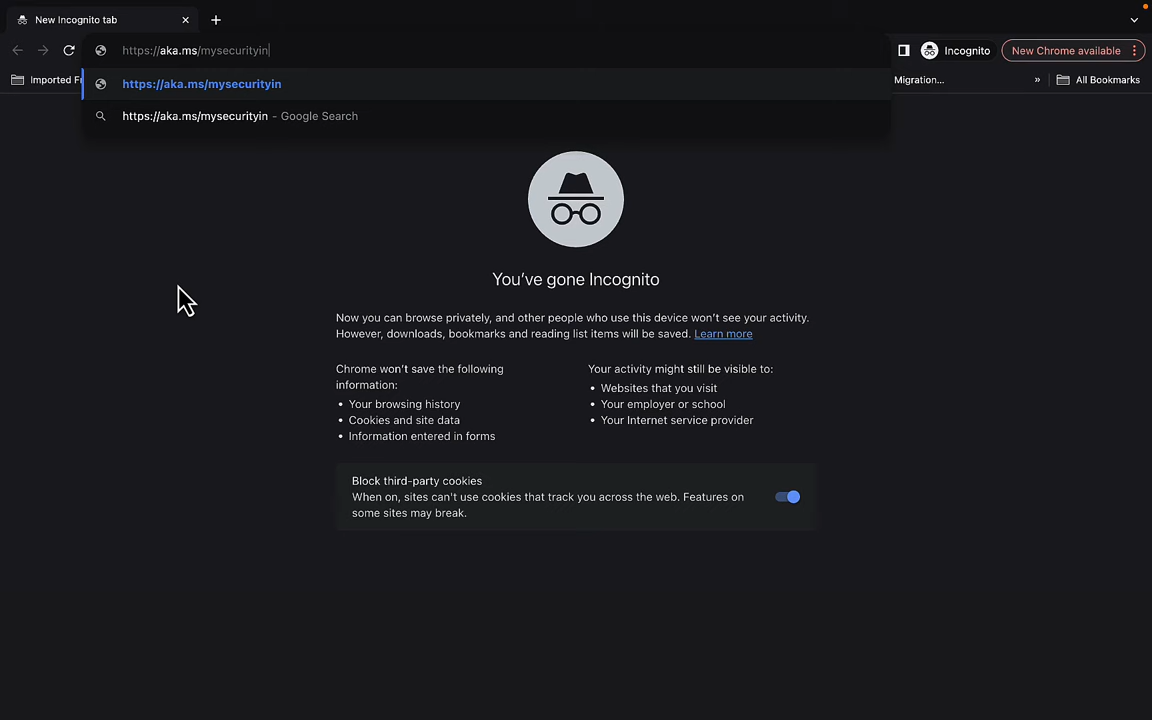 New Incognito tab
https://aka.ms/mysecurityin
Incognito
New Chrome available
Imported F
https://aka.ms/mysecurityin
Migration...
»
All Bookmarks
https://aka.ms/mysecurityin - Google Search
You've gone Incognito
Now you can browse privately, and other people who use this device won't see your activity.
However, downloads, bookmarks and reading list items will be saved. Learn more
Chrome won't save the following
information:
• Your browsing history
• Cookies and site data
• Information entered in forms
Your activity might still be visible to:
• Websites that you visit
• Your employer or school
• Your Internet service provider
Block third-party cookies
When on, sites can't use cookies that track you across the web. Features on
some sites may break.